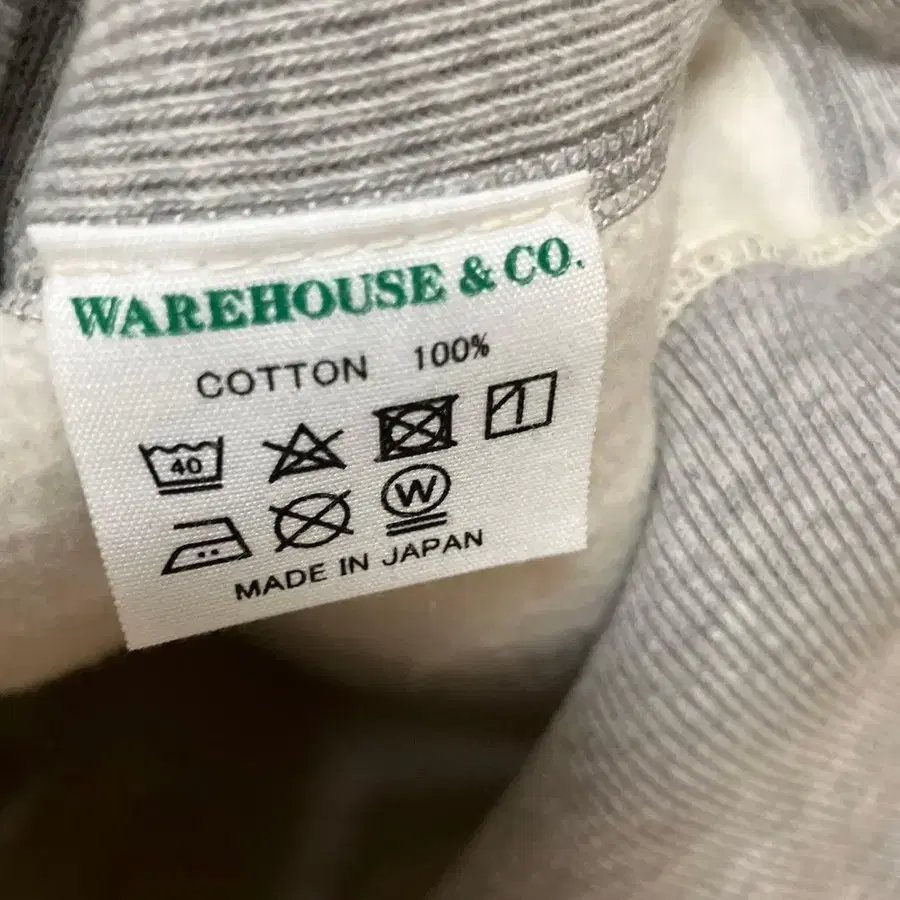 WAREHOUSE & CO.
COTTON 100%
40
W
MADE IN JAPAN